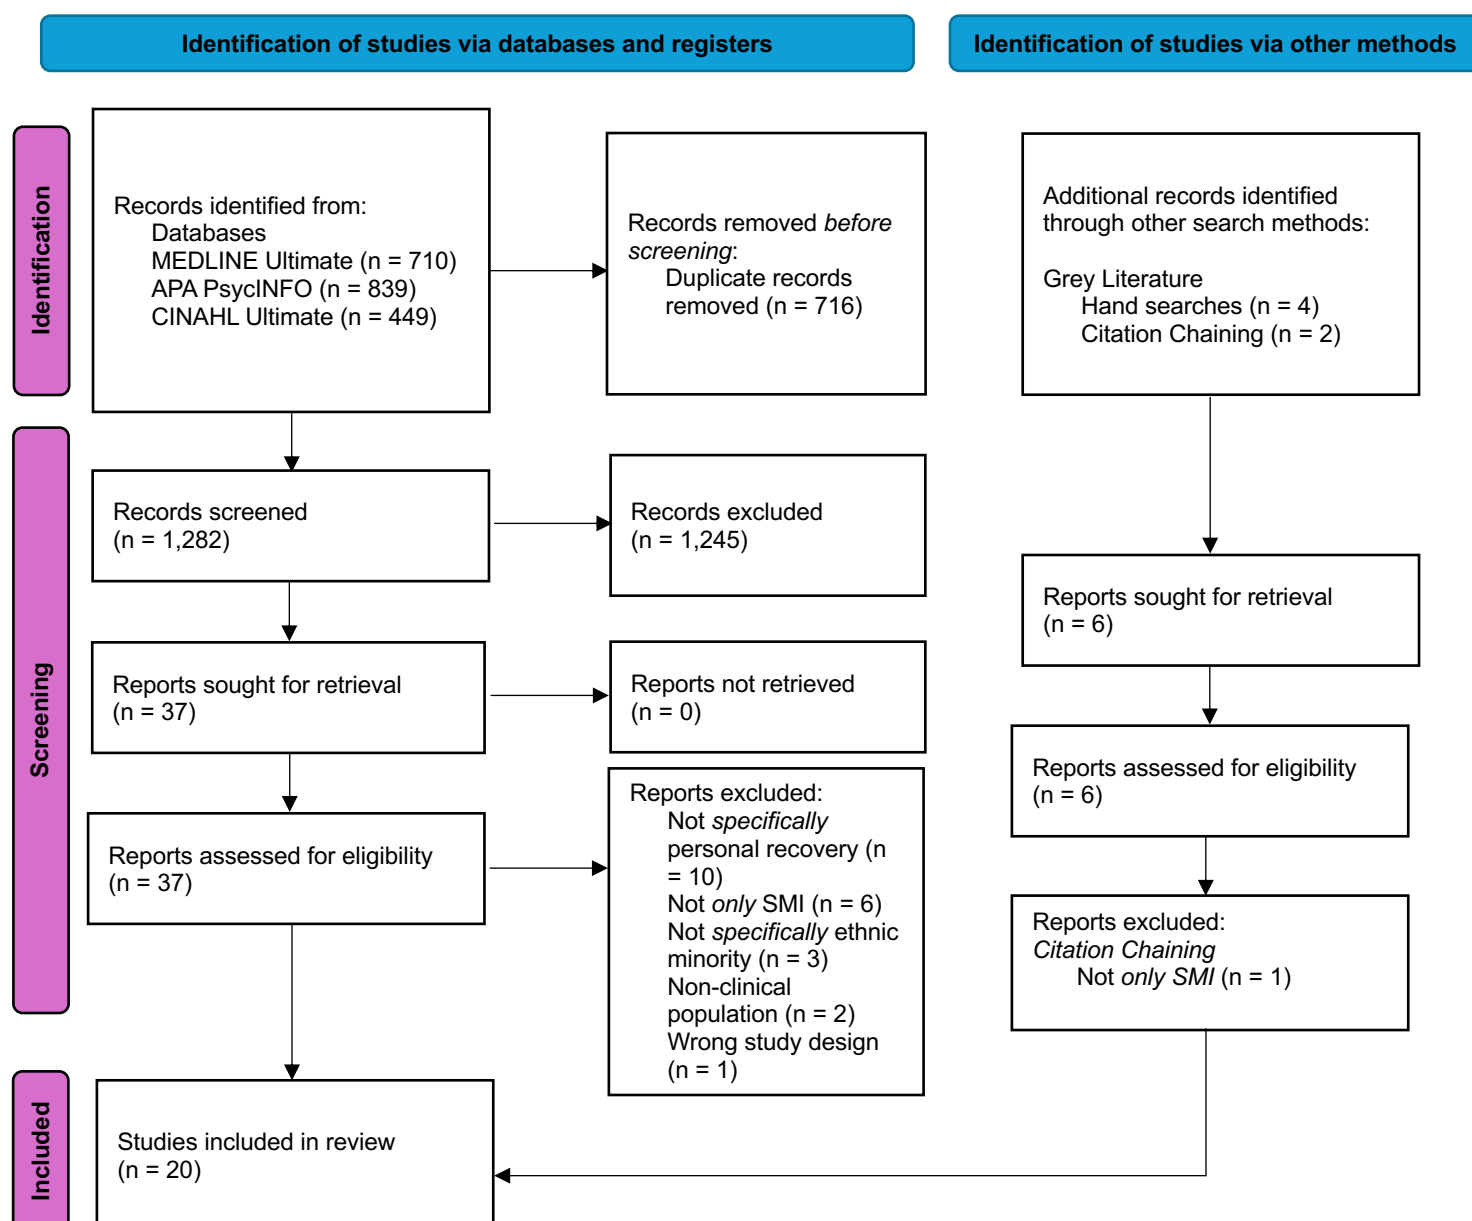 Identification of studies via databases and registers
Identification of studies via other methods
Identification
Records identified from:
Databases
MEDLINE Ultimate (n = 710)
APA PsycINFO (n = 839)
CINAHL Ultimate (n = 449)
Records removed before
screening:
Duplicate records
removed (n = 716)
Additional records identified
through other search methods:
Grey Literature
Hand searches (n = 4)
Citation Chaining (n = 2)
Screening
Records screened
(n = 1,282)
Records excluded
(n = 1,245)
Reports sought for retrieval
(n = 37)
Reports not retrieved
(n = 0)
Reports sought for retrieval
(n = 6)
Reports assessed for eligibility
(n = 37)
Reports excluded:
Not specifically
personal recovery (n
= 10)
Not only SMI (n = 6)
Not specifically ethnic
minority (n = 3)
Non-clinical
population (n = 2)
Wrong study design
(n = 1)
Reports assessed for eligibility
(n = 6)
Reports excluded:
Citation Chaining
Not only SMI (n = 1)
Included
Studies included in review
(n = 20)